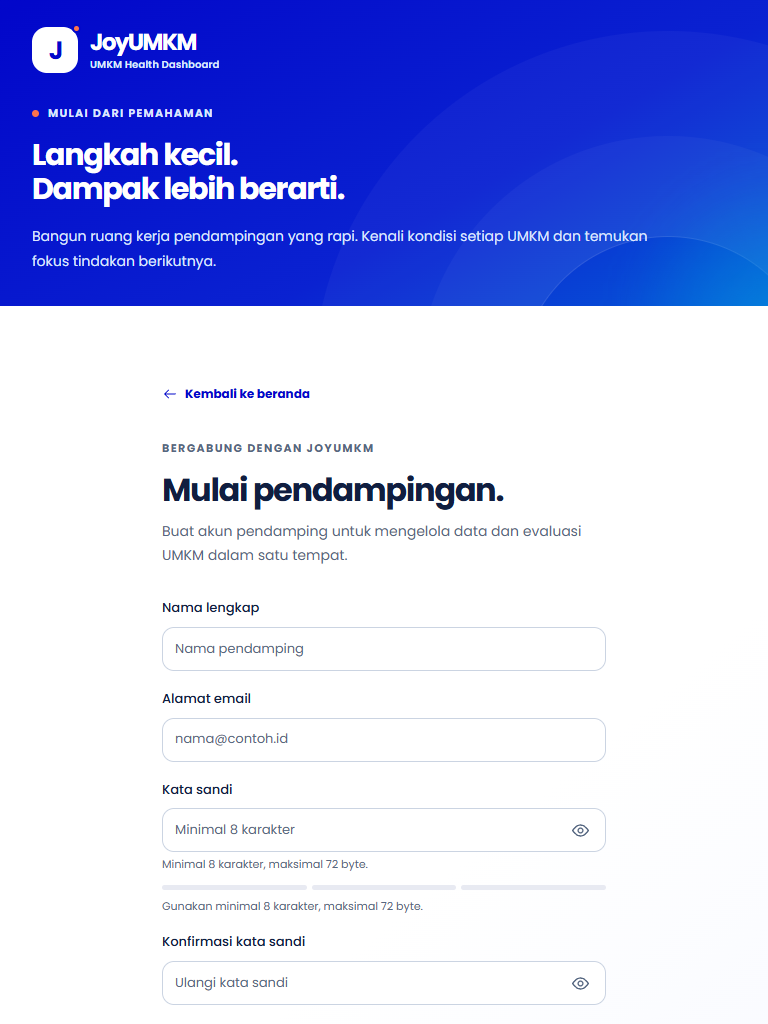 J
JoyUMKM
UMKM Health Dashboard
MULAI DARI PEMAHAMAN
Langkah kecil.
Dampak lebih berarti.
Bangun ruang kerja pendampingan yang rapi. Kenali kondisi setiap UMKM dan temukan
fokus tindakan berikutnya.
Kembali ke beranda
BERGABUNG DENGAN JOYUMKM
Mulai pendampingan.
Buat akun pendamping untuk mengelola data dan evaluasi
UMKM dalam satu tempat.
Nama lengkap
Nama pendamping
Alamat email
nama@contoh.id
Kata sandi
Minimal 8 karakter
Minimal 8 karakter, maksimal 72 byte.
Gunakan minimal 8 karakter, maksimal 72 byte.
Konfirmasi kata sandi
Ulangi kata sandi